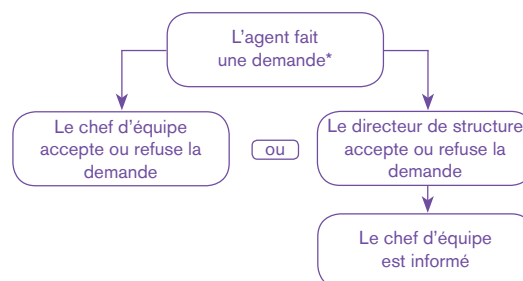 L'agent fait
une demande*
Le chef d'équipe
accepte ou refuse la
demande
ou
Le directeur de structure
accepte ou refuse la
demande
Le chef d'équipe
est informé